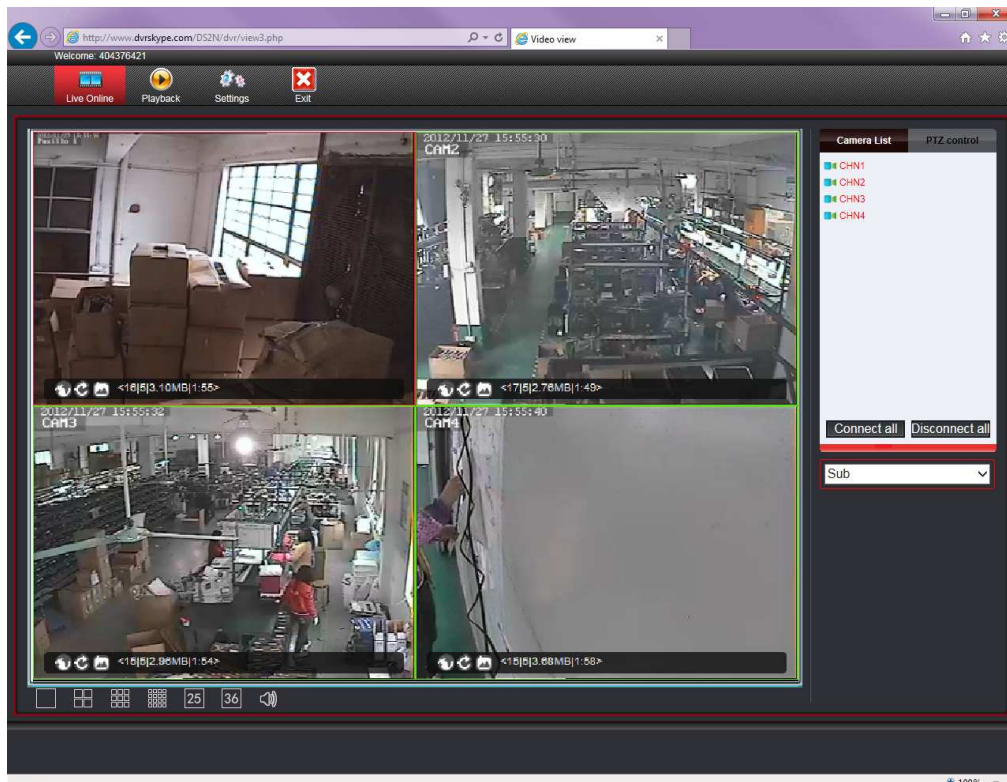 http://www.dvrskype.com/DS2N/dvr/view3.php
Video view
Welcome: 404376421
Live Online
Playback
Settings
Exit
Camera List
PTZ control
CHN1
CHN2
CHN3
CHN4
2012/11/27 15:55:30
CAM2
<16|5|3.10MB|1:55>
<17|5|2.76MB|1:49>
2012/11/27 15:55:32
CAM3
2012/11/27 15:55:40
CAM4
<15|5|2.96MB|1:54>
<15|5|3.68MB|1:58>
Connect all
Disconnect all
Sub
25
36